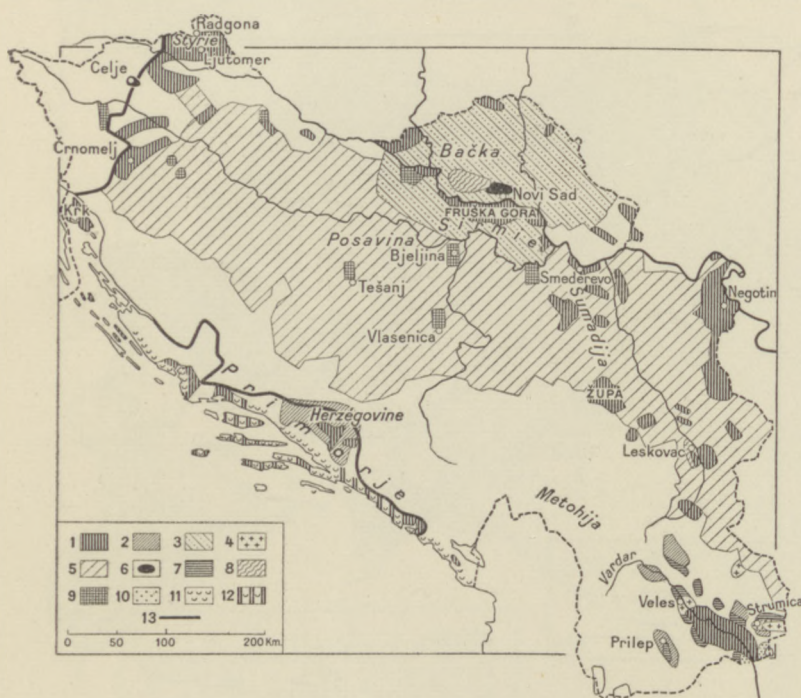 Radgona
Styrie
Ljutomer
Celje
Črnomelj
Bačka
Novi Sad
Krk
FRUŠKA GORA
Sirmie
Posavina
Bjeljina
Tešanj
Smederevo
Šumadija
Negotin
Vlasenica
Primorje
ŽUPA
Herzégovine
Leskovac
Metohija
Vardar
Veles
Strumica
Prilep
1 2 3 4
5 6 7 8
9 10 11 12
13
0 50 100 200 Km.